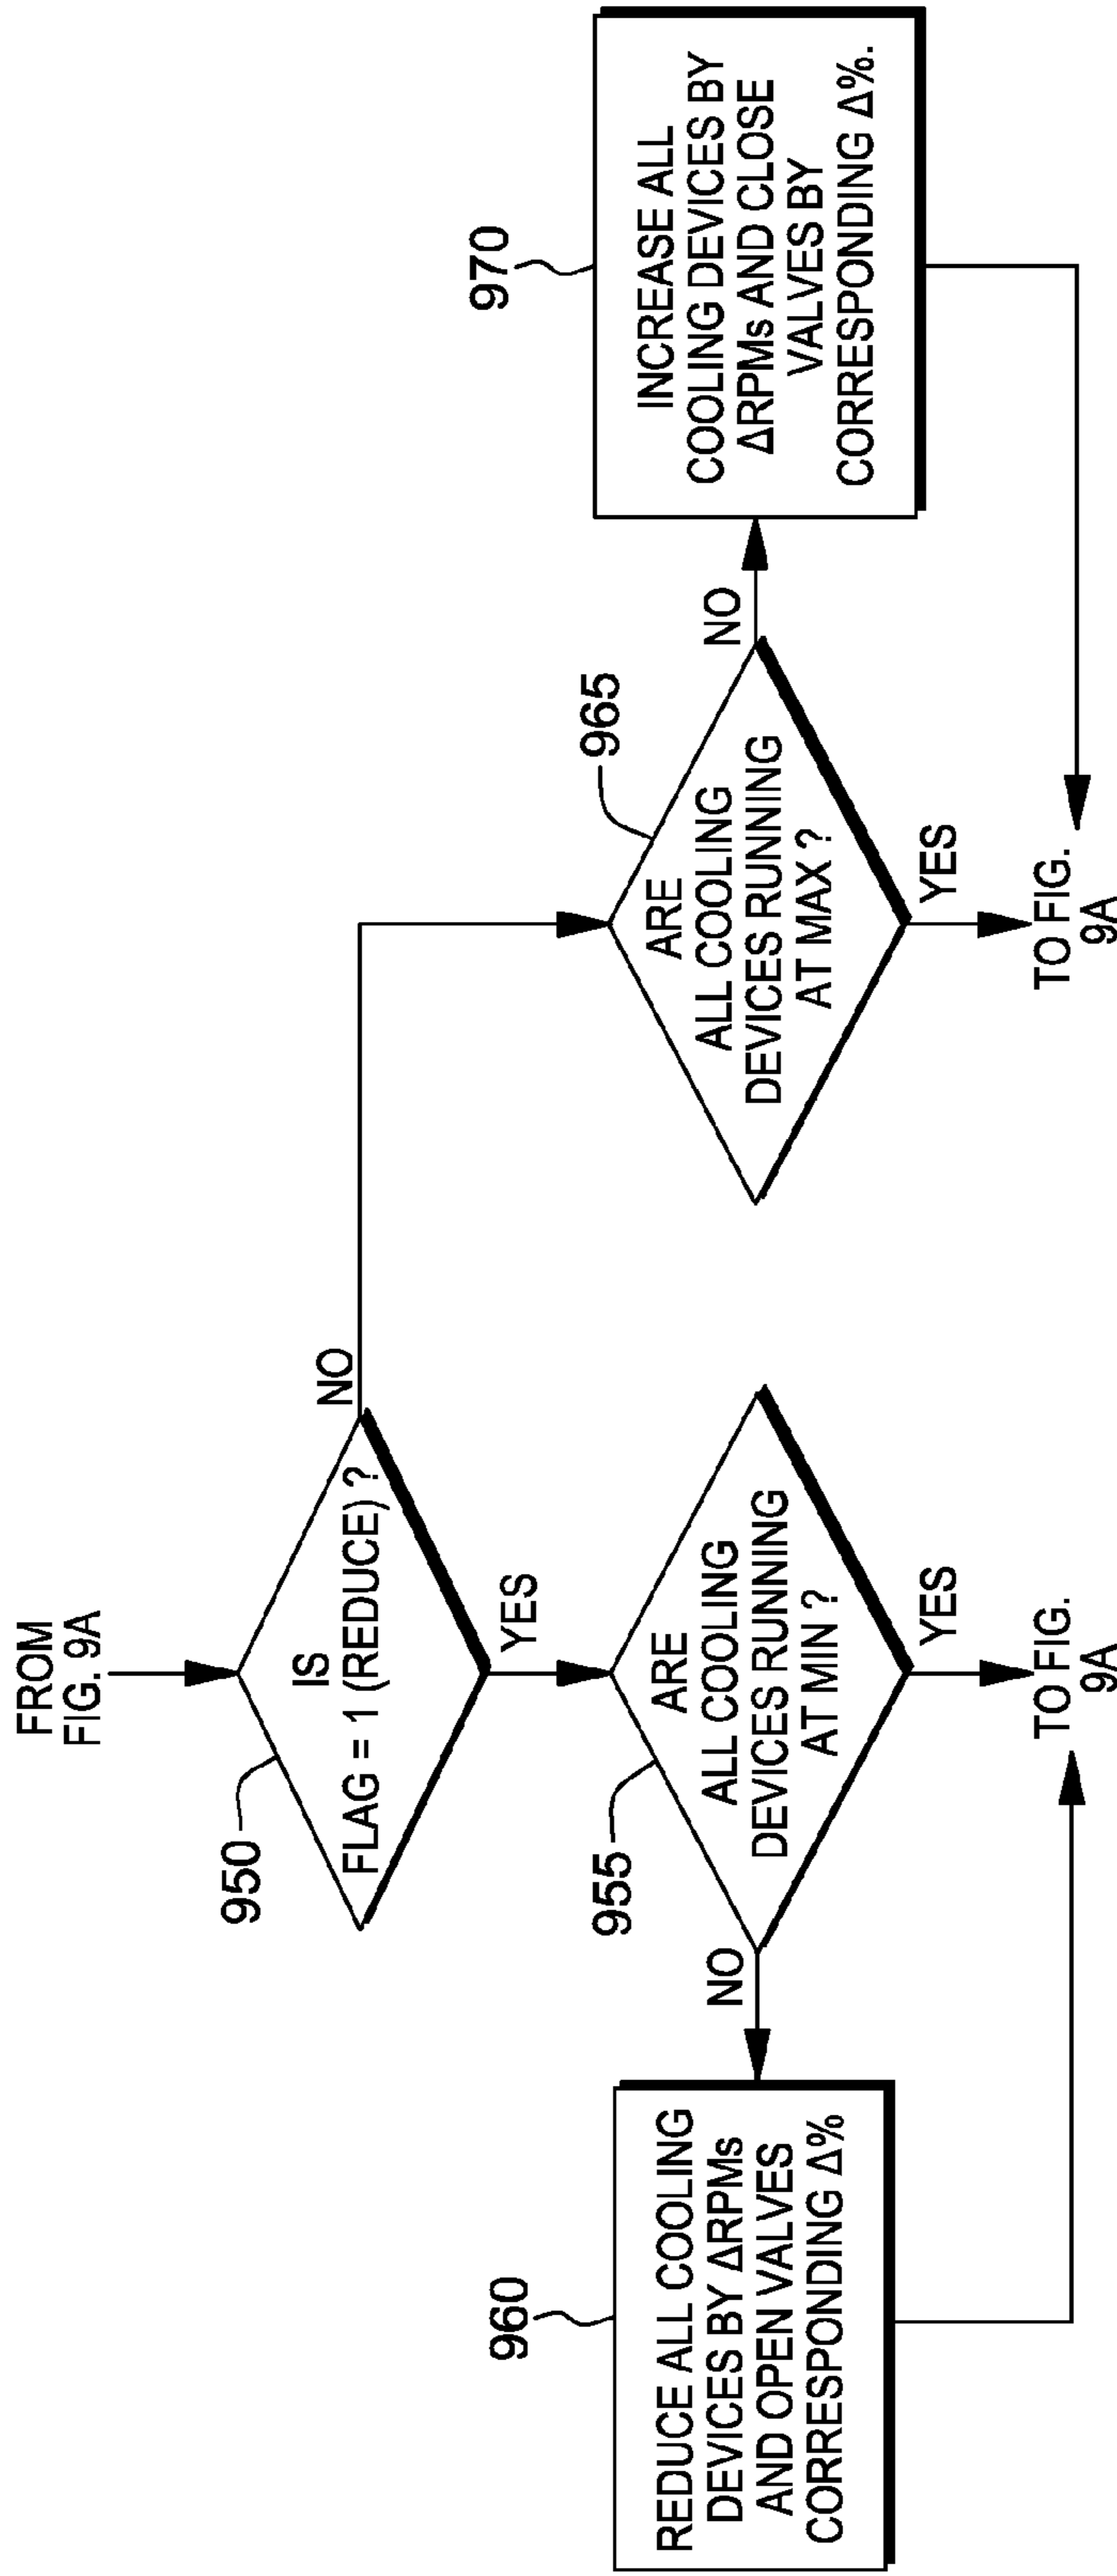 FROM
FIG. 9A
950
IS
FLAG = 1 (REDUCE) ?
NO
YES
955
ARE
ALL COOLING
DEVICES RUNNING
AT MIN ?
NO
YES
960
REDUCE ALL COOLING
DEVICES BY ΔRPMs
AND OPEN VALVES
CORRESPONDING Δ%
TO FIG.
9A
965
ARE
ALL COOLING
DEVICES RUNNING
AT MAX ?
NO
YES
970
INCREASE ALL
COOLING DEVICES BY
ΔRPMs AND CLOSE
VALVES BY
CORRESPONDING Δ%.
TO FIG.
9A